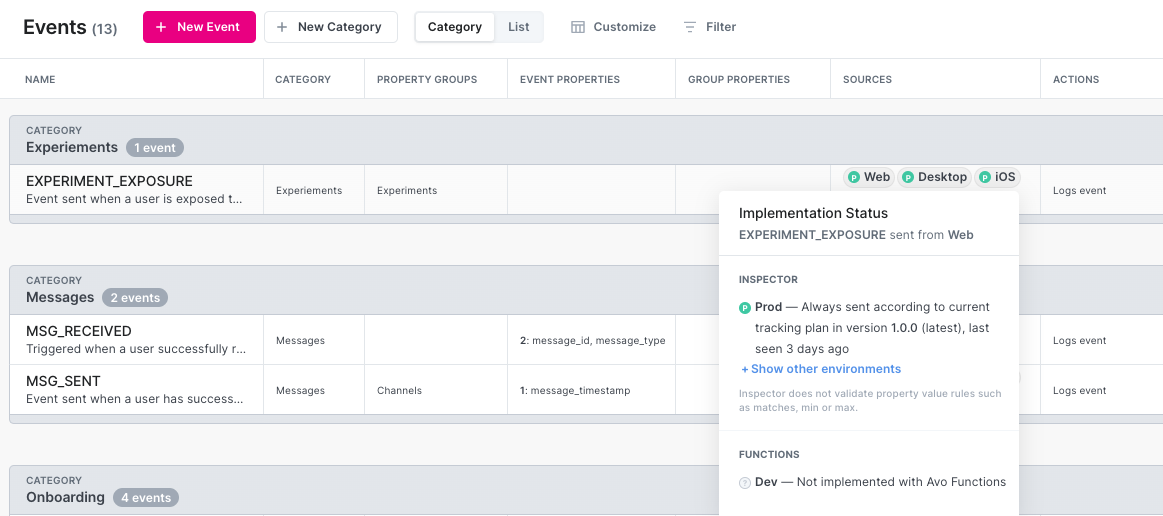 Events (13)
+ New Event
+ New Category
Category
List
Customize
Filter
NAME
CATEGORY
PROPERTY GROUPS
EVENT PROPERTIES
GROUP PROPERTIES
SOURCES
ACTIONS
CATEGORY
Experiements 1 event
EXPERIMENT_EXPOSURE
Event sent when a user is exposed t...
Experiements
Experiments
P Web
P Desktop
P iOS
Logs event
Implementation Status
EXPERIMENT_EXPOSURE sent from Web
INSPECTOR
P Prod — Always sent according to current
tracking plan in version 1.0.0 (latest), last
seen 3 days ago
+ Show other environments
Inspector does not validate property value rules such
as matches, min or max.
FUNCTIONS
? Dev — Not implemented with Avo Functions
CATEGORY
Messages 2 events
MSG_RECEIVED
Triggered when a user successfully r...
Messages
2: message_id, message_type
Logs event
MSG_SENT
Event sent when a user has success...
Messages
Channels
1: message_timestamp
Logs event
CATEGORY
Onboarding 4 events